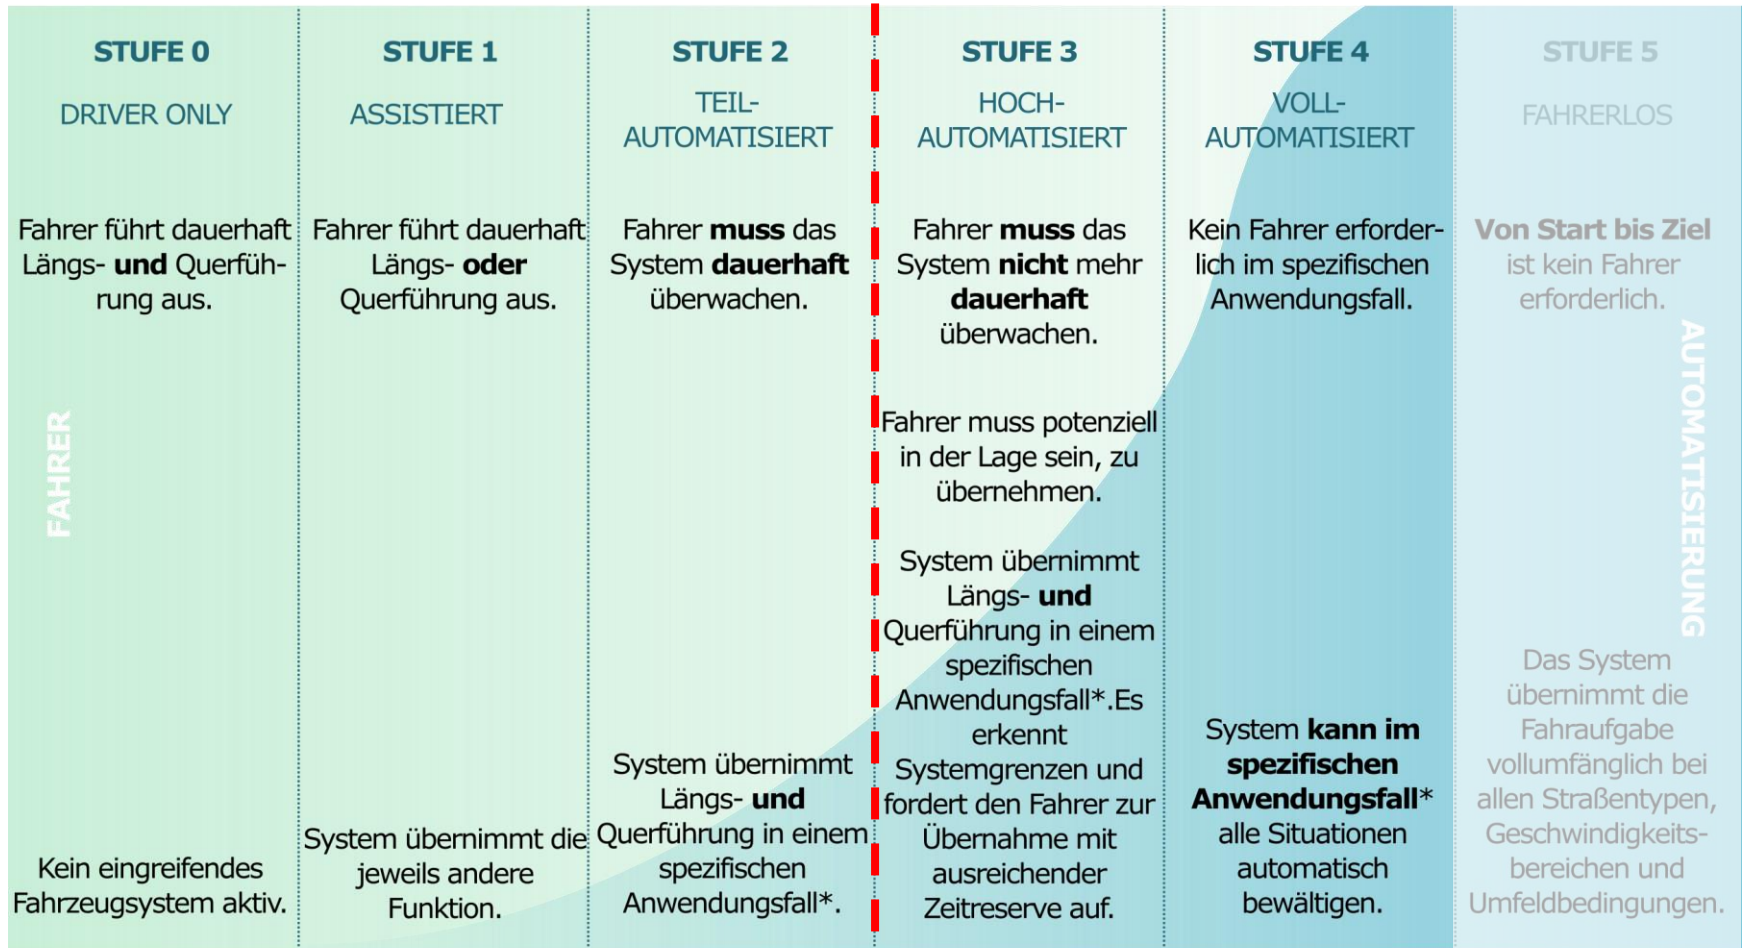 STUFE 0
DRIVER ONLY
Fahrer führt dauerhaft
Längs- und Querfüh-
rung aus.
Kein eingreifendes
Fahrzeugsystem aktiv.
FAHRER
STUFE 1
ASSISTIERT
Fahrer führt dauerhaft
Längs- oder
Querführung aus.
System übernimmt die
jeweils andere
Funktion.
STUFE 2
TEIL-
AUTOMATISIERT
Fahrer muss das
System dauerhaft
überwachen.
System übernimmt
Längs- und
Querführung in einem
spezifischen
Anwendungsfall*.
STUFE 3
HOCH-
AUTOMATISIERT
Fahrer muss das
System nicht mehr
dauerhaft
überwachen.
Fahrer muss potenziell
in der Lage sein, zu
übernehmen.
System übernimmt
Längs- und
Querführung in einem
spezifischen
Anwendungsfall*.Es
erkennt
Systemgrenzen und
fordert den Fahrer zur
Übernahme mit
ausreichender
Zeitreserve auf.
STUFE 4
VOLL-
AUTOMATISIERT
Kein Fahrer erforder-
lich im spezifischen
Anwendungsfall.
System kann im
spezifischen
Anwendungsfall*
alle Situationen
automatisch
bewältigen.
STUFE 5
FAHRERLOS
Von Start bis Ziel
ist kein Fahrer
erforderlich.
AUTOMATISIERUNG
Das System
übernimmt die
Fahraufgabe
vollumfänglich bei
allen Straßentypen,
Geschwindigkeits-
bereichen und
Umfeldbedingungen.